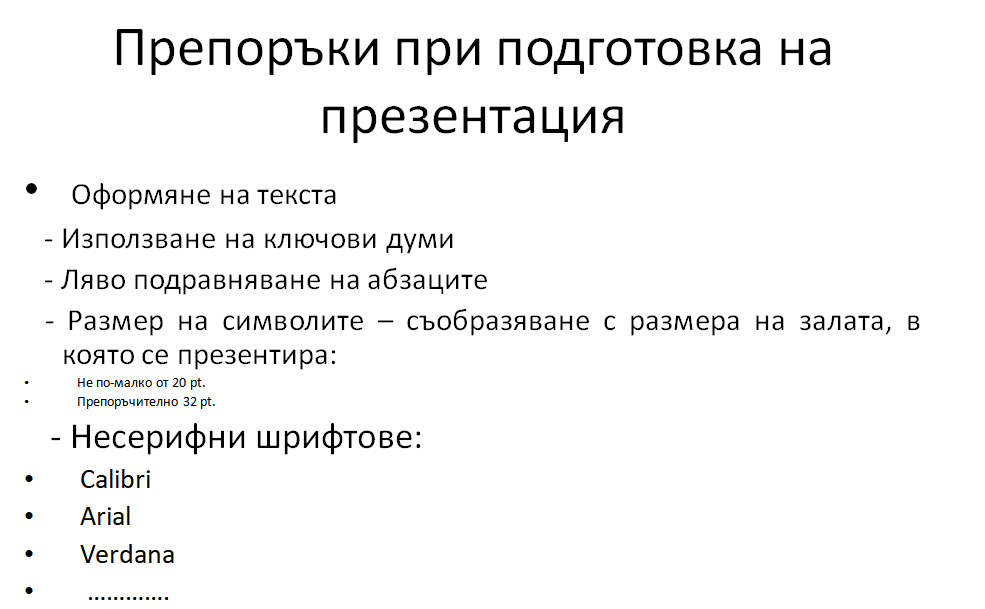 Препоръки при подготовка на
презентация
• Оформяне на текста
- Използване на ключови думи
- Ляво подравняване на абзаците
- Размер на символите – съобразяване с размера на залата, в
която се презентира:
• Не по-малко от 20 pt.
• Препоръчително 32 pt.
- Несерифни шрифтове:
• Calibri
• Arial
• Verdana
• .............